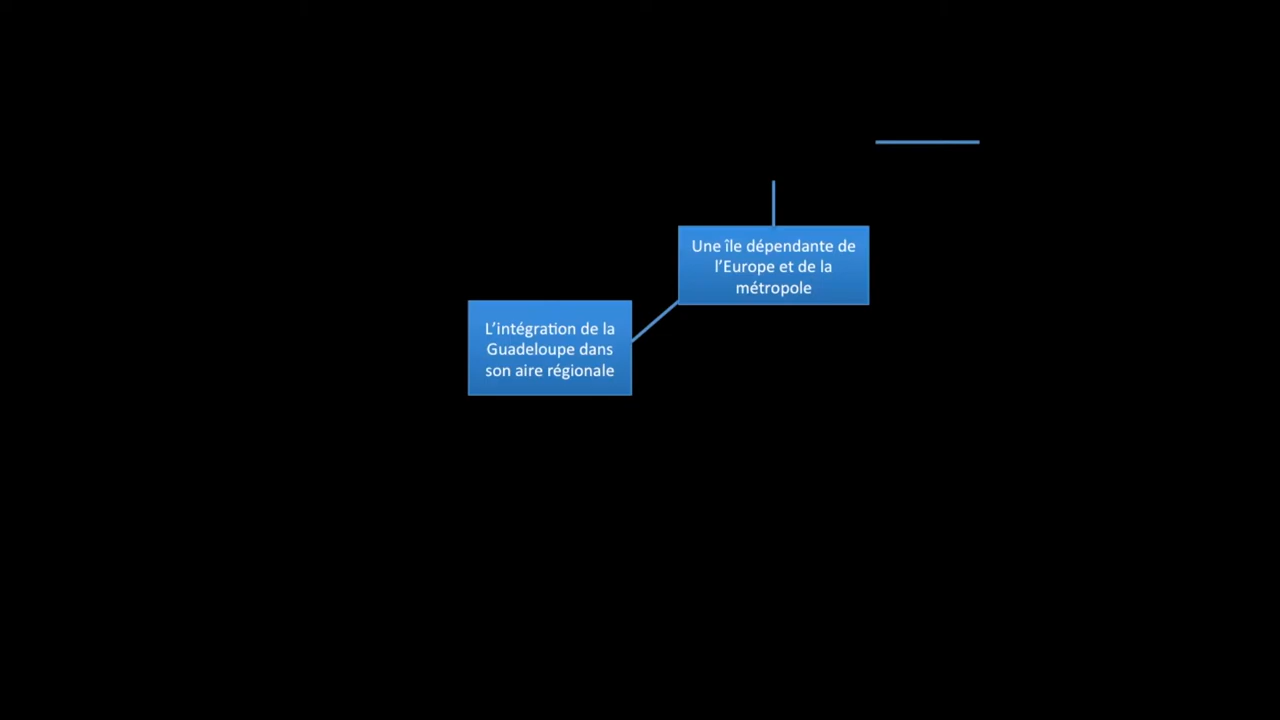 Une île dépendante de
l’Europe et de la
métropole
L’intégration de la
Guadeloupe dans
son aire régionale